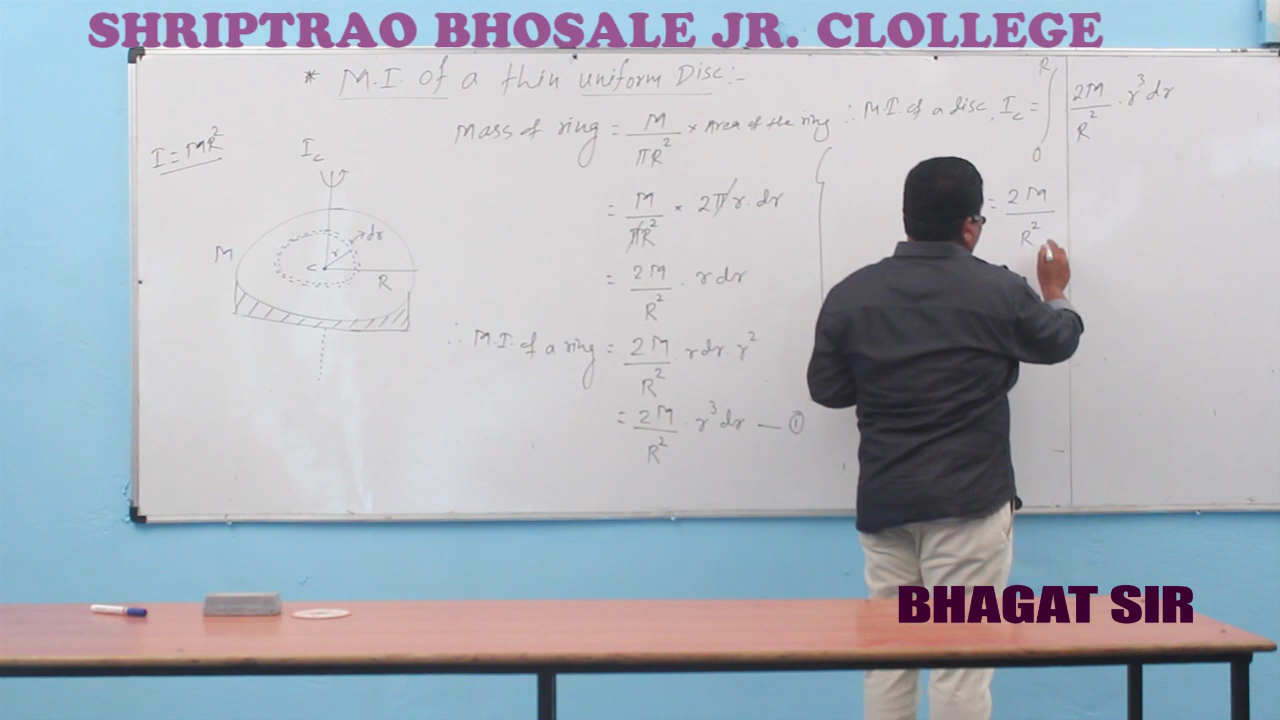 SHRIPTRAO BHOSALE JR. CLOLLEGE
* M.I. of a thin uniform Disc:-
I = MR²
I_c
M
dr
r
c
R
Mass of ring = M/πR² × Area of the ring
= M/πR² × 2πr.dr
= 2M/R² . rdr
∴ M.I. of a ring = 2M/R² . rdr. r²
= 2M/R² . r³dr — ①
∴ M.I. of a disc, I_c = ∫₀ᴿ 2M/R² . r³dr
= 2M/R²
BHAGAT SIR